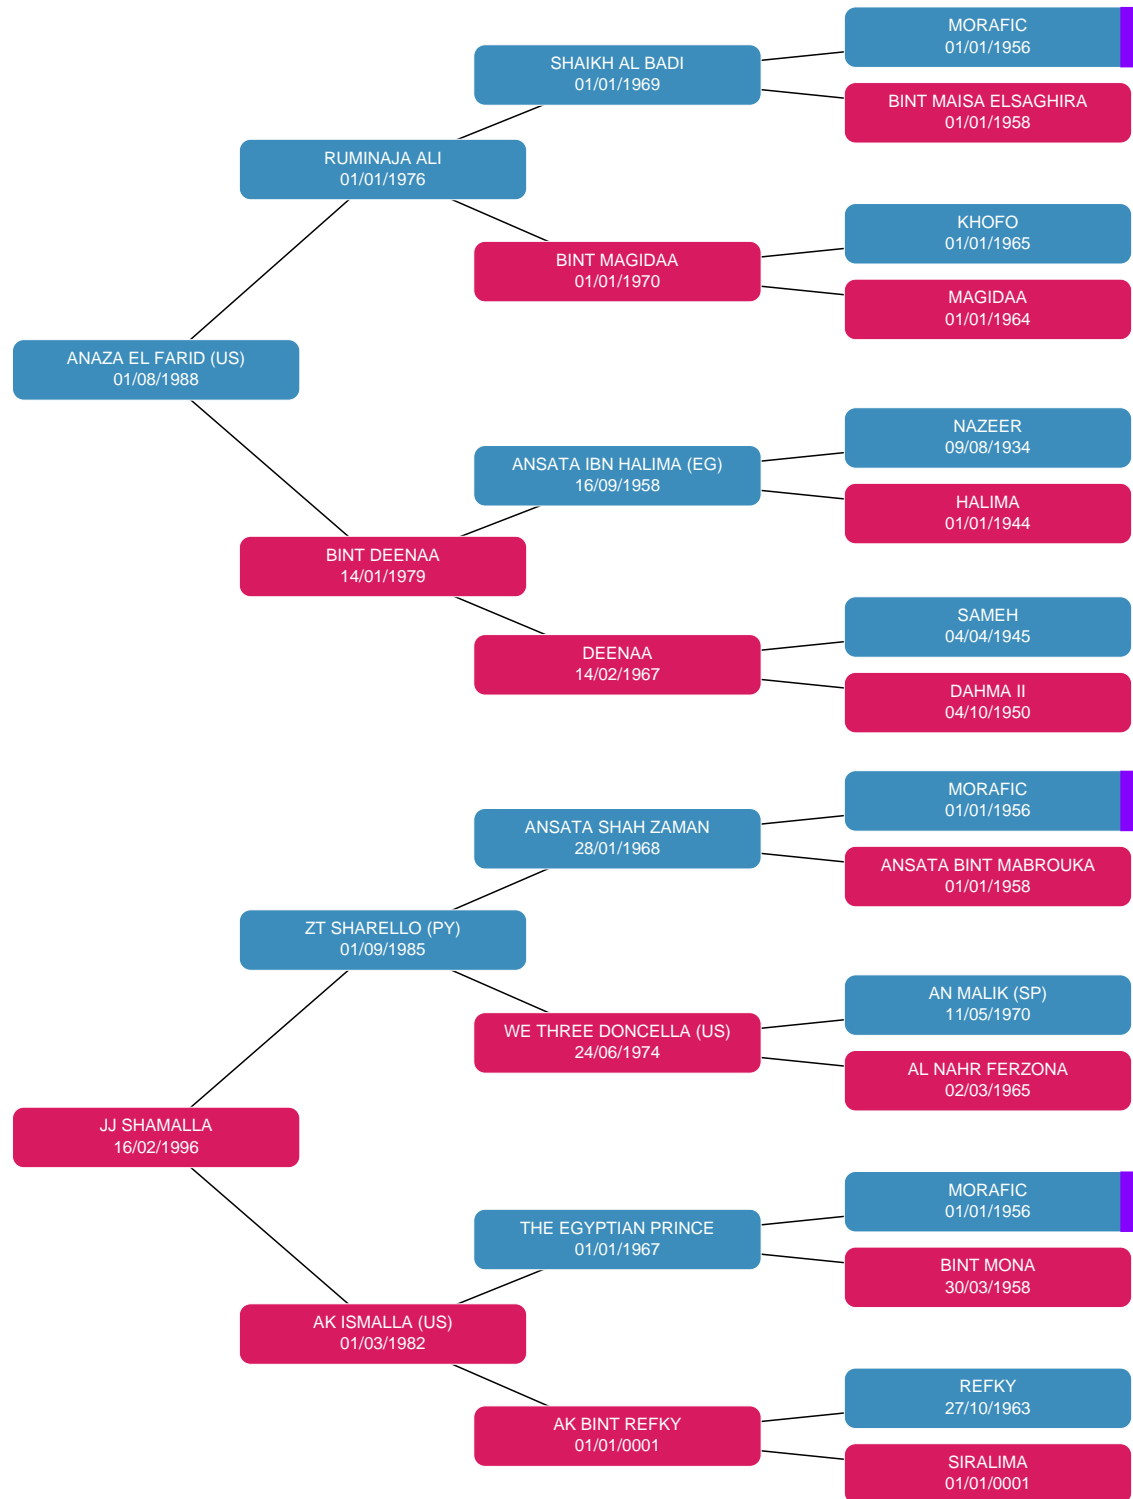 MORAFIC
01/01/1956
SHAIKH AL BADI
01/01/1969
BINT MAISA ELSAGHIRA
01/01/1958
RUMINAJA ALI
01/01/1976
KHOFO
01/01/1965
BINT MAGIDAA
01/01/1970
MAGIDAA
01/01/1964
ANAZA EL FARID (US)
01/08/1988
NAZEER
09/08/1934
ANSATA IBN HALIMA (EG)
16/09/1958
HALIMA
01/01/1944
BINT DEENAA
14/01/1979
SAMEH
04/04/1945
DEENAA
14/02/1967
DAHMA II
04/10/1950
MORAFIC
01/01/1956
ANSATA SHAH ZAMAN
28/01/1968
ANSATA BINT MABROUKA
01/01/1958
ZT SHARELLO (PY)
01/09/1985
AN MALIK (SP)
11/05/1970
WE THREE DONCELLA (US)
24/06/1974
AL NAHR FERZONA
02/03/1965
JJ SHAMALLA
16/02/1996
MORAFIC
01/01/1956
THE EGYPTIAN PRINCE
01/01/1967
BINT MONA
30/03/1958
AK ISMALLA (US)
01/03/1982
REFKY
27/10/1963
AK BINT REFKY
01/01/0001
SIRALIMA
01/01/0001